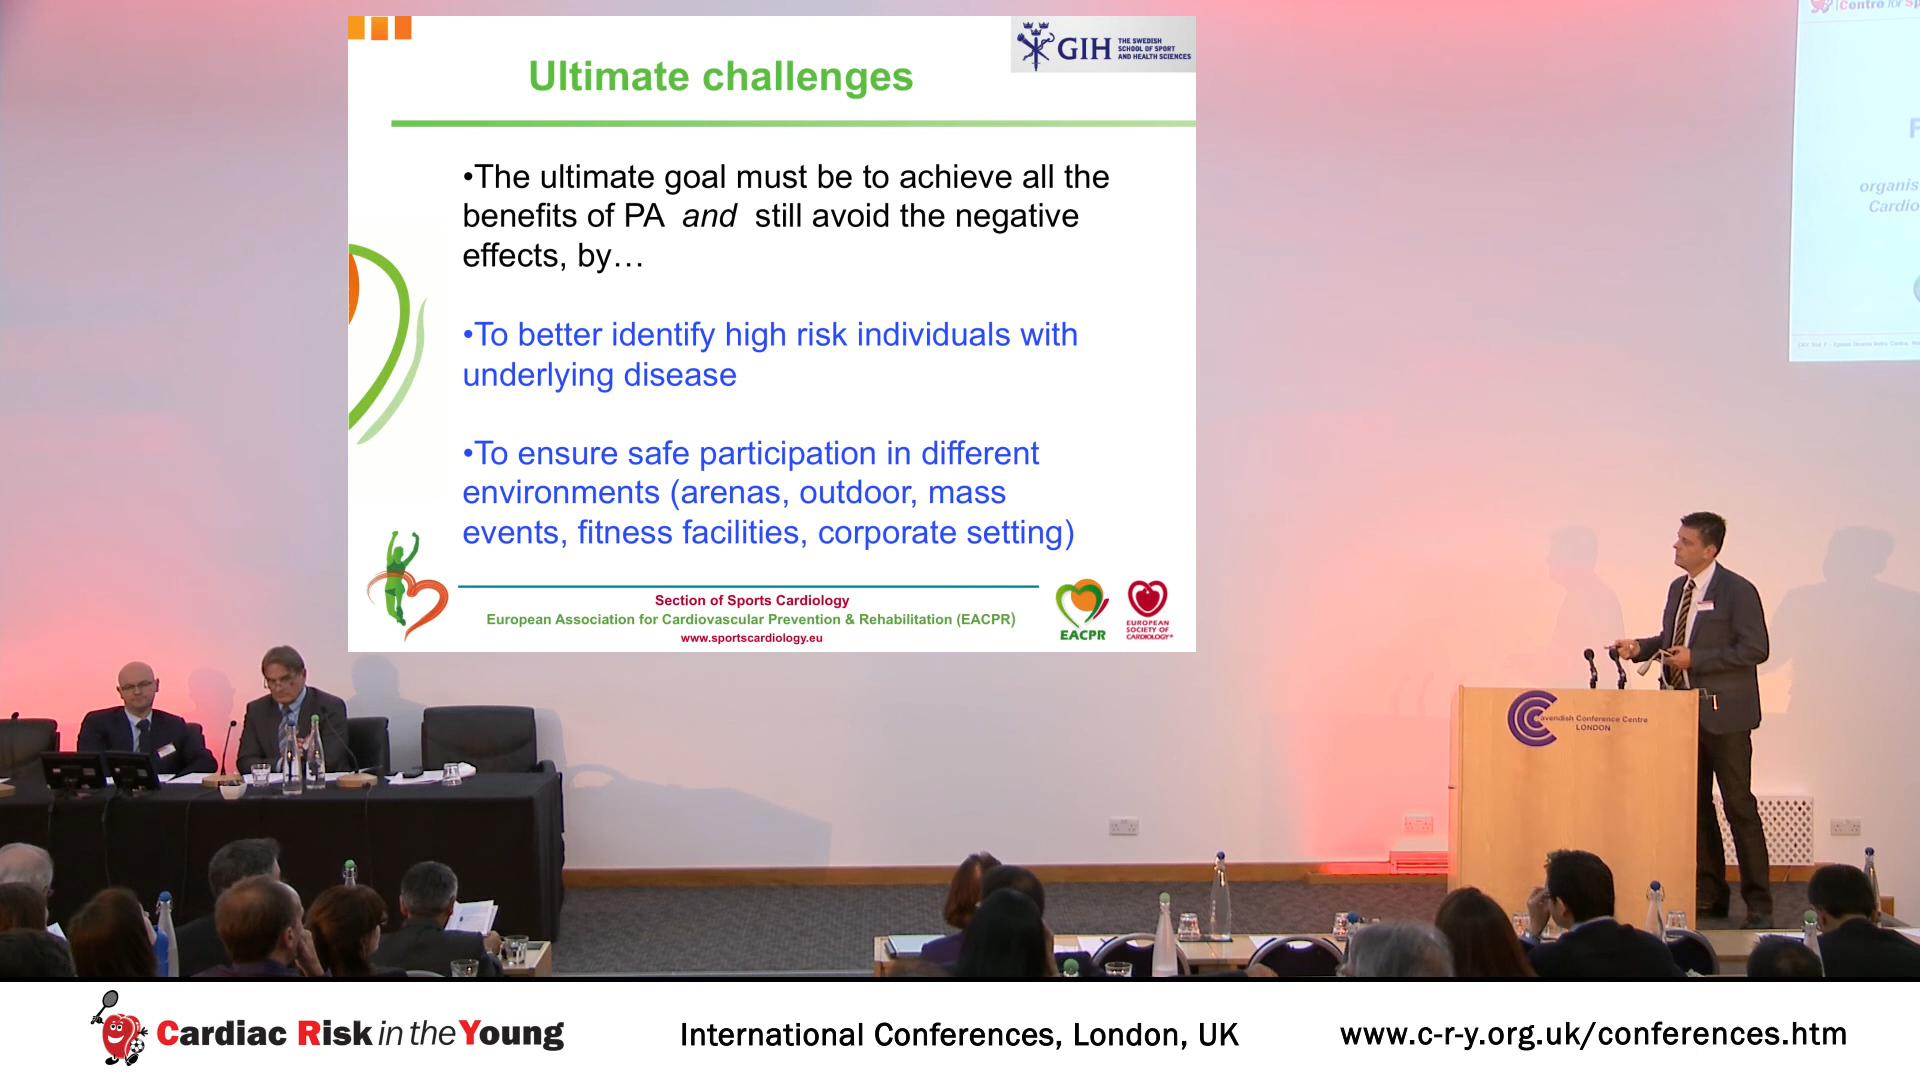 GIH THE SWEDISH
SCHOOL OF SPORT
AND HEALTH SCIENCES
Ultimate challenges
•The ultimate goal must be to achieve all the
benefits of PA and still avoid the negative
effects, by…
•To better identify high risk individuals with
underlying disease
•To ensure safe participation in different
environments (arenas, outdoor, mass
events, fitness facilities, corporate setting)
Section of Sports Cardiology
European Association for Cardiovascular Prevention & Rehabilitation (EACPR)
www.sportscardiology.eu
EACPR
EUROPEAN
SOCIETY OF
CARDIOLOGY®
Centre for
organis
Cardio
Cavendish Conference Centre
LONDON
Cardiac Risk in the Young
International Conferences, London, UK
www.c-r-y.org.uk/conferences.htm